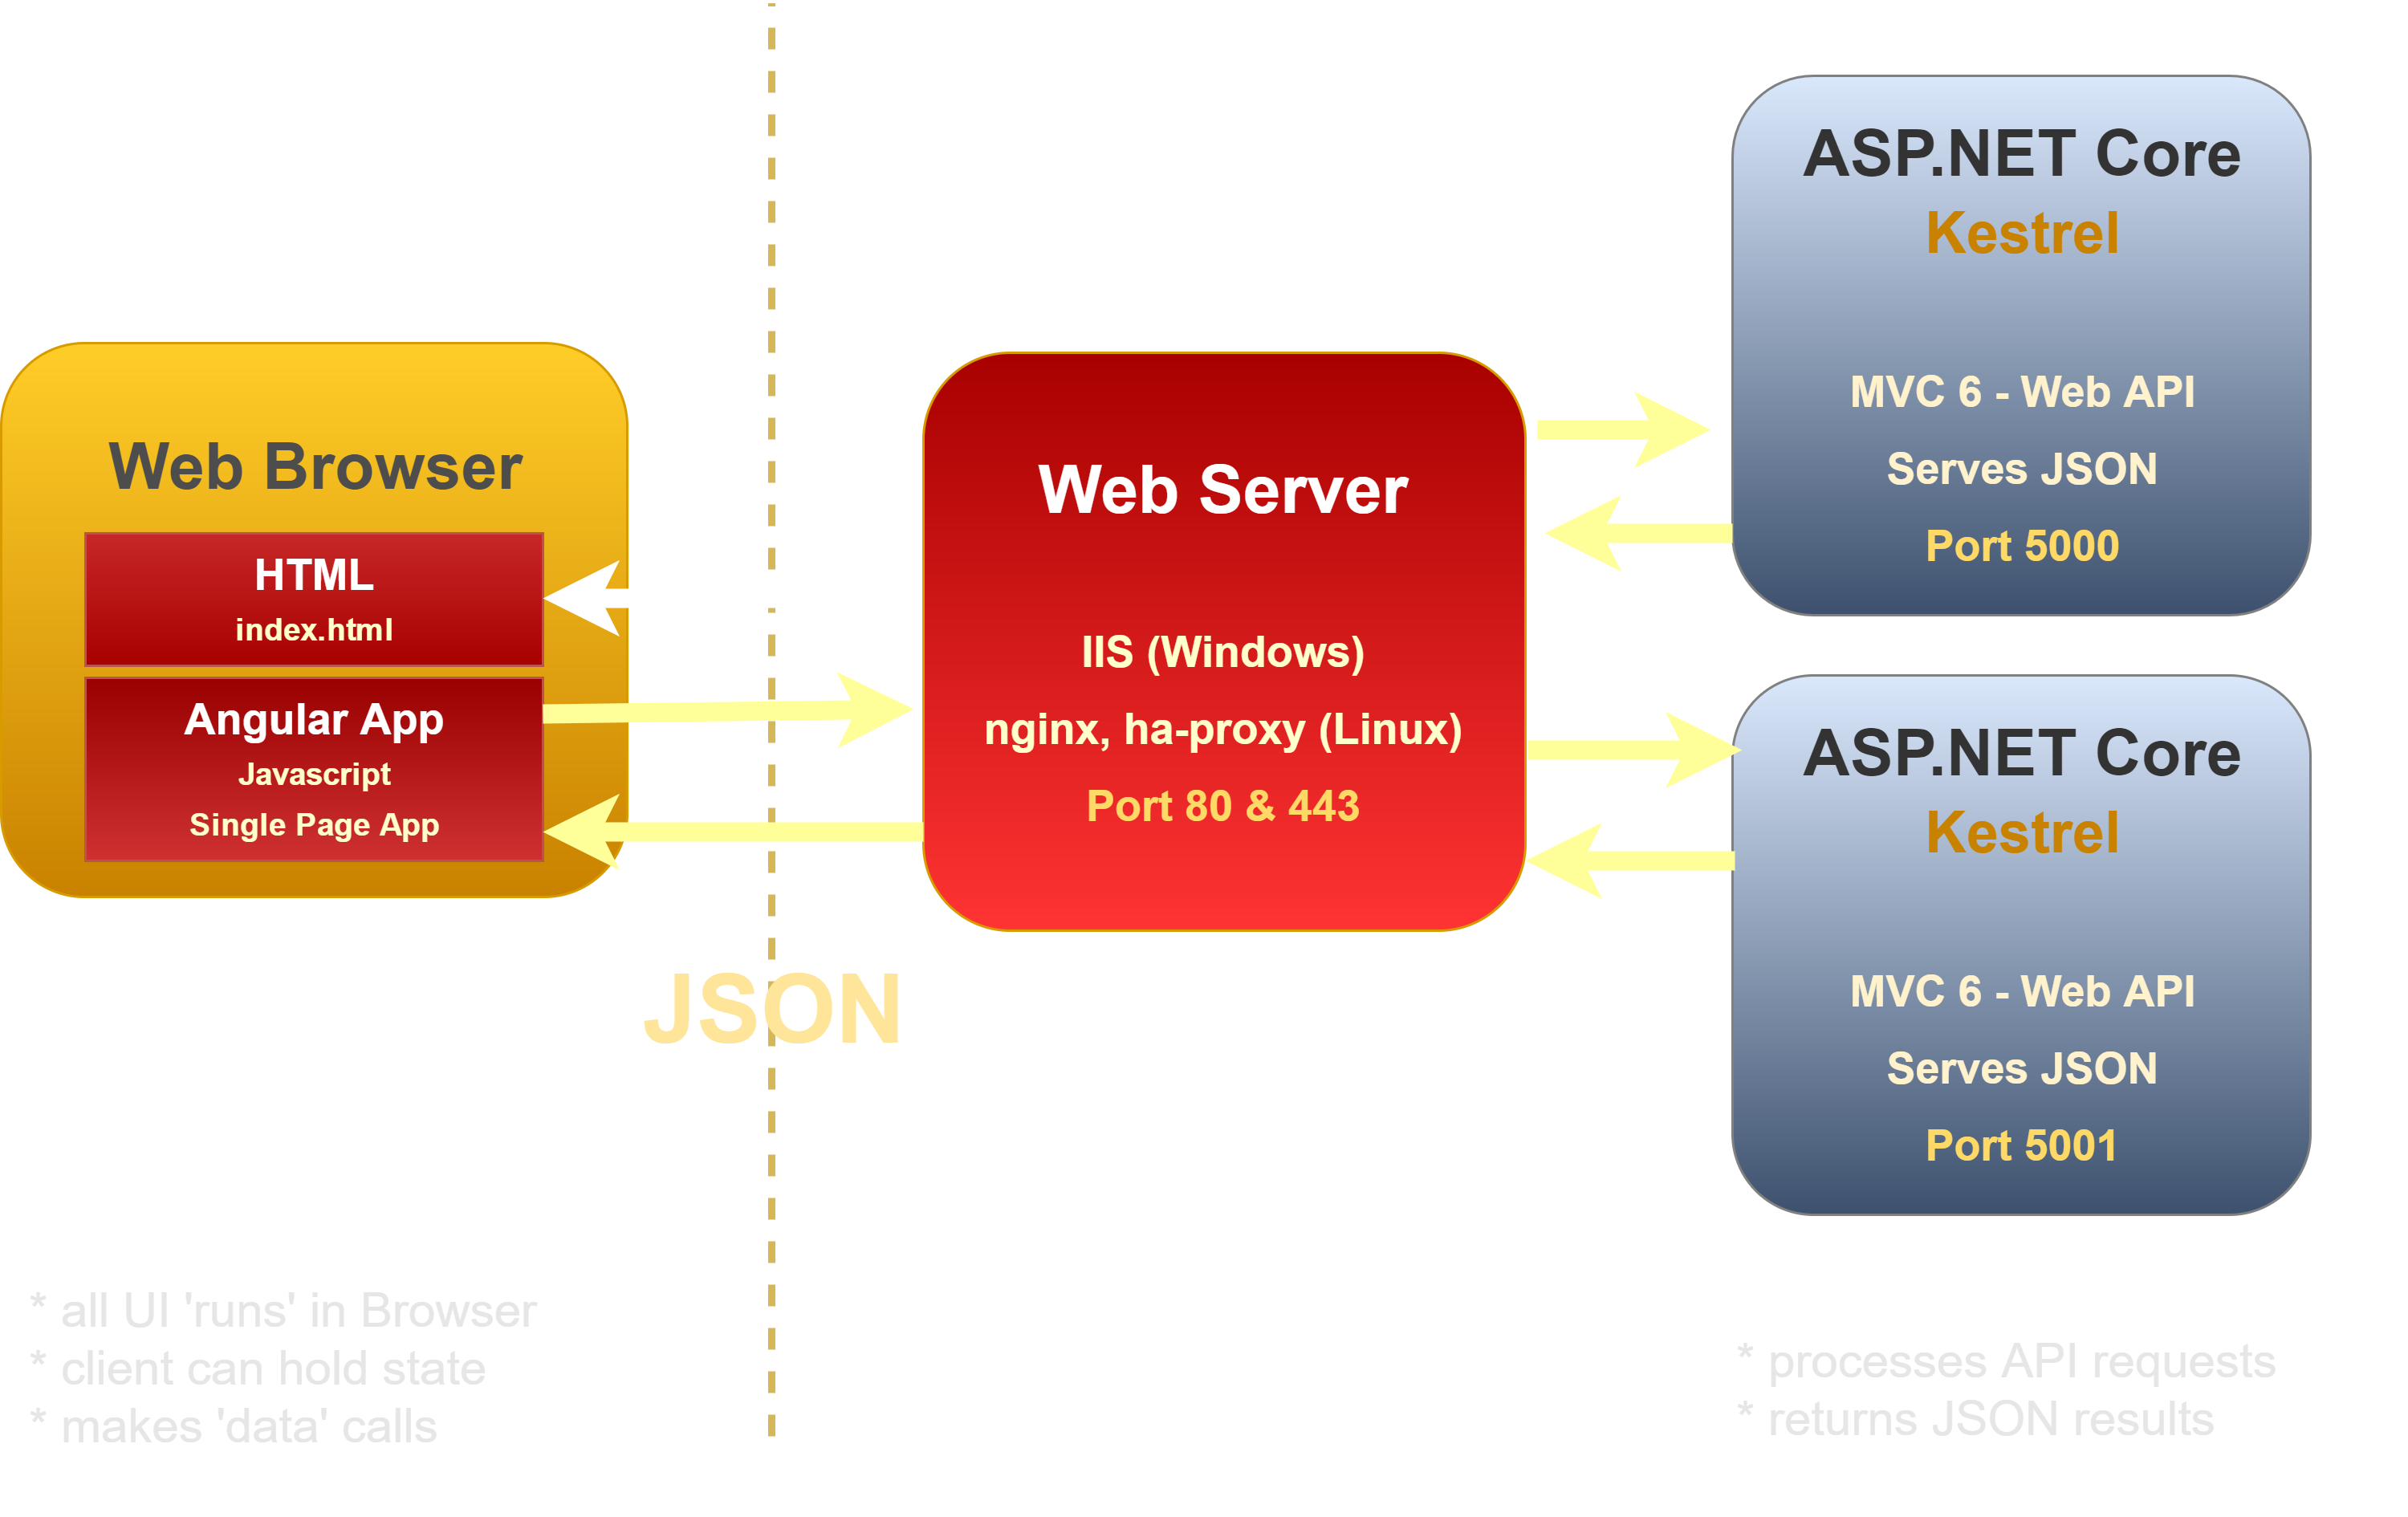 Web Browser
HTML
index.html
Angular App
Javascript
Single Page App
JSON
Web Server
IIS (Windows)
nginx, ha-proxy (Linux)
Port 80 & 443
ASP.NET Core
Kestrel
MVC 6 - Web API
Serves JSON
Port 5000
ASP.NET Core
Kestrel
MVC 6 - Web API
Serves JSON
Port 5001
* all UI 'runs' in Browser
* client can hold state
* makes 'data' calls
* processes API requests
* returns JSON results